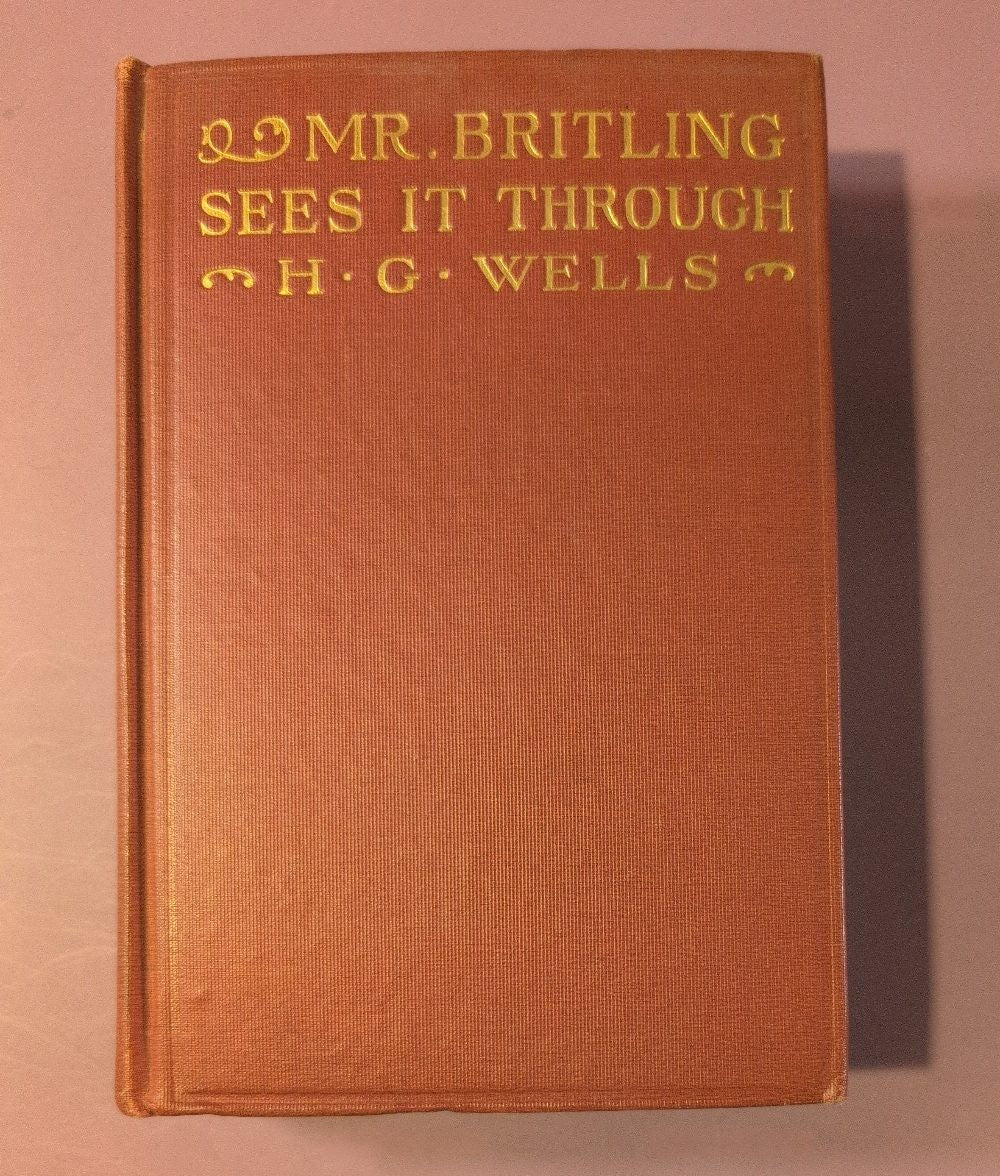 MR. BRITLING
SEES IT THROUGH
H · G · WELLS